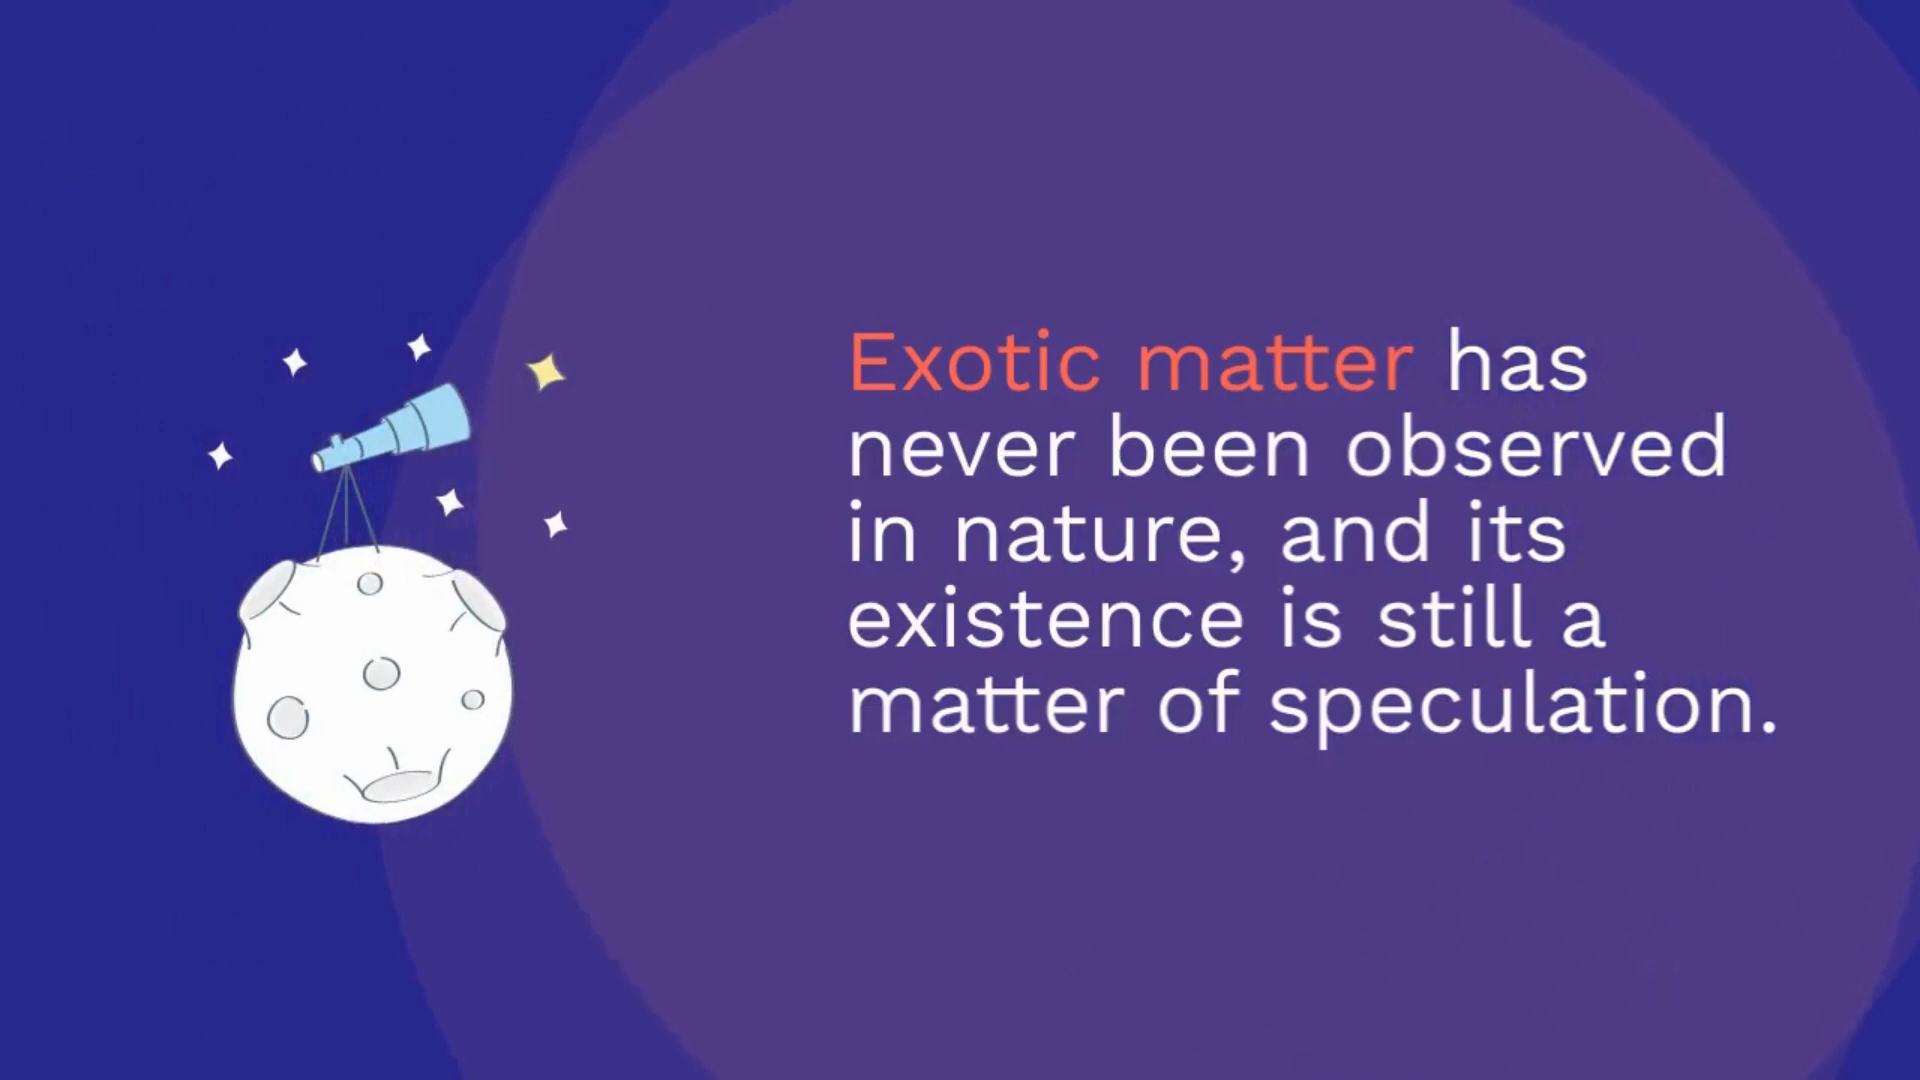 Exotic matter has
never been observed
in nature, and its
existence is still a
matter of speculation.